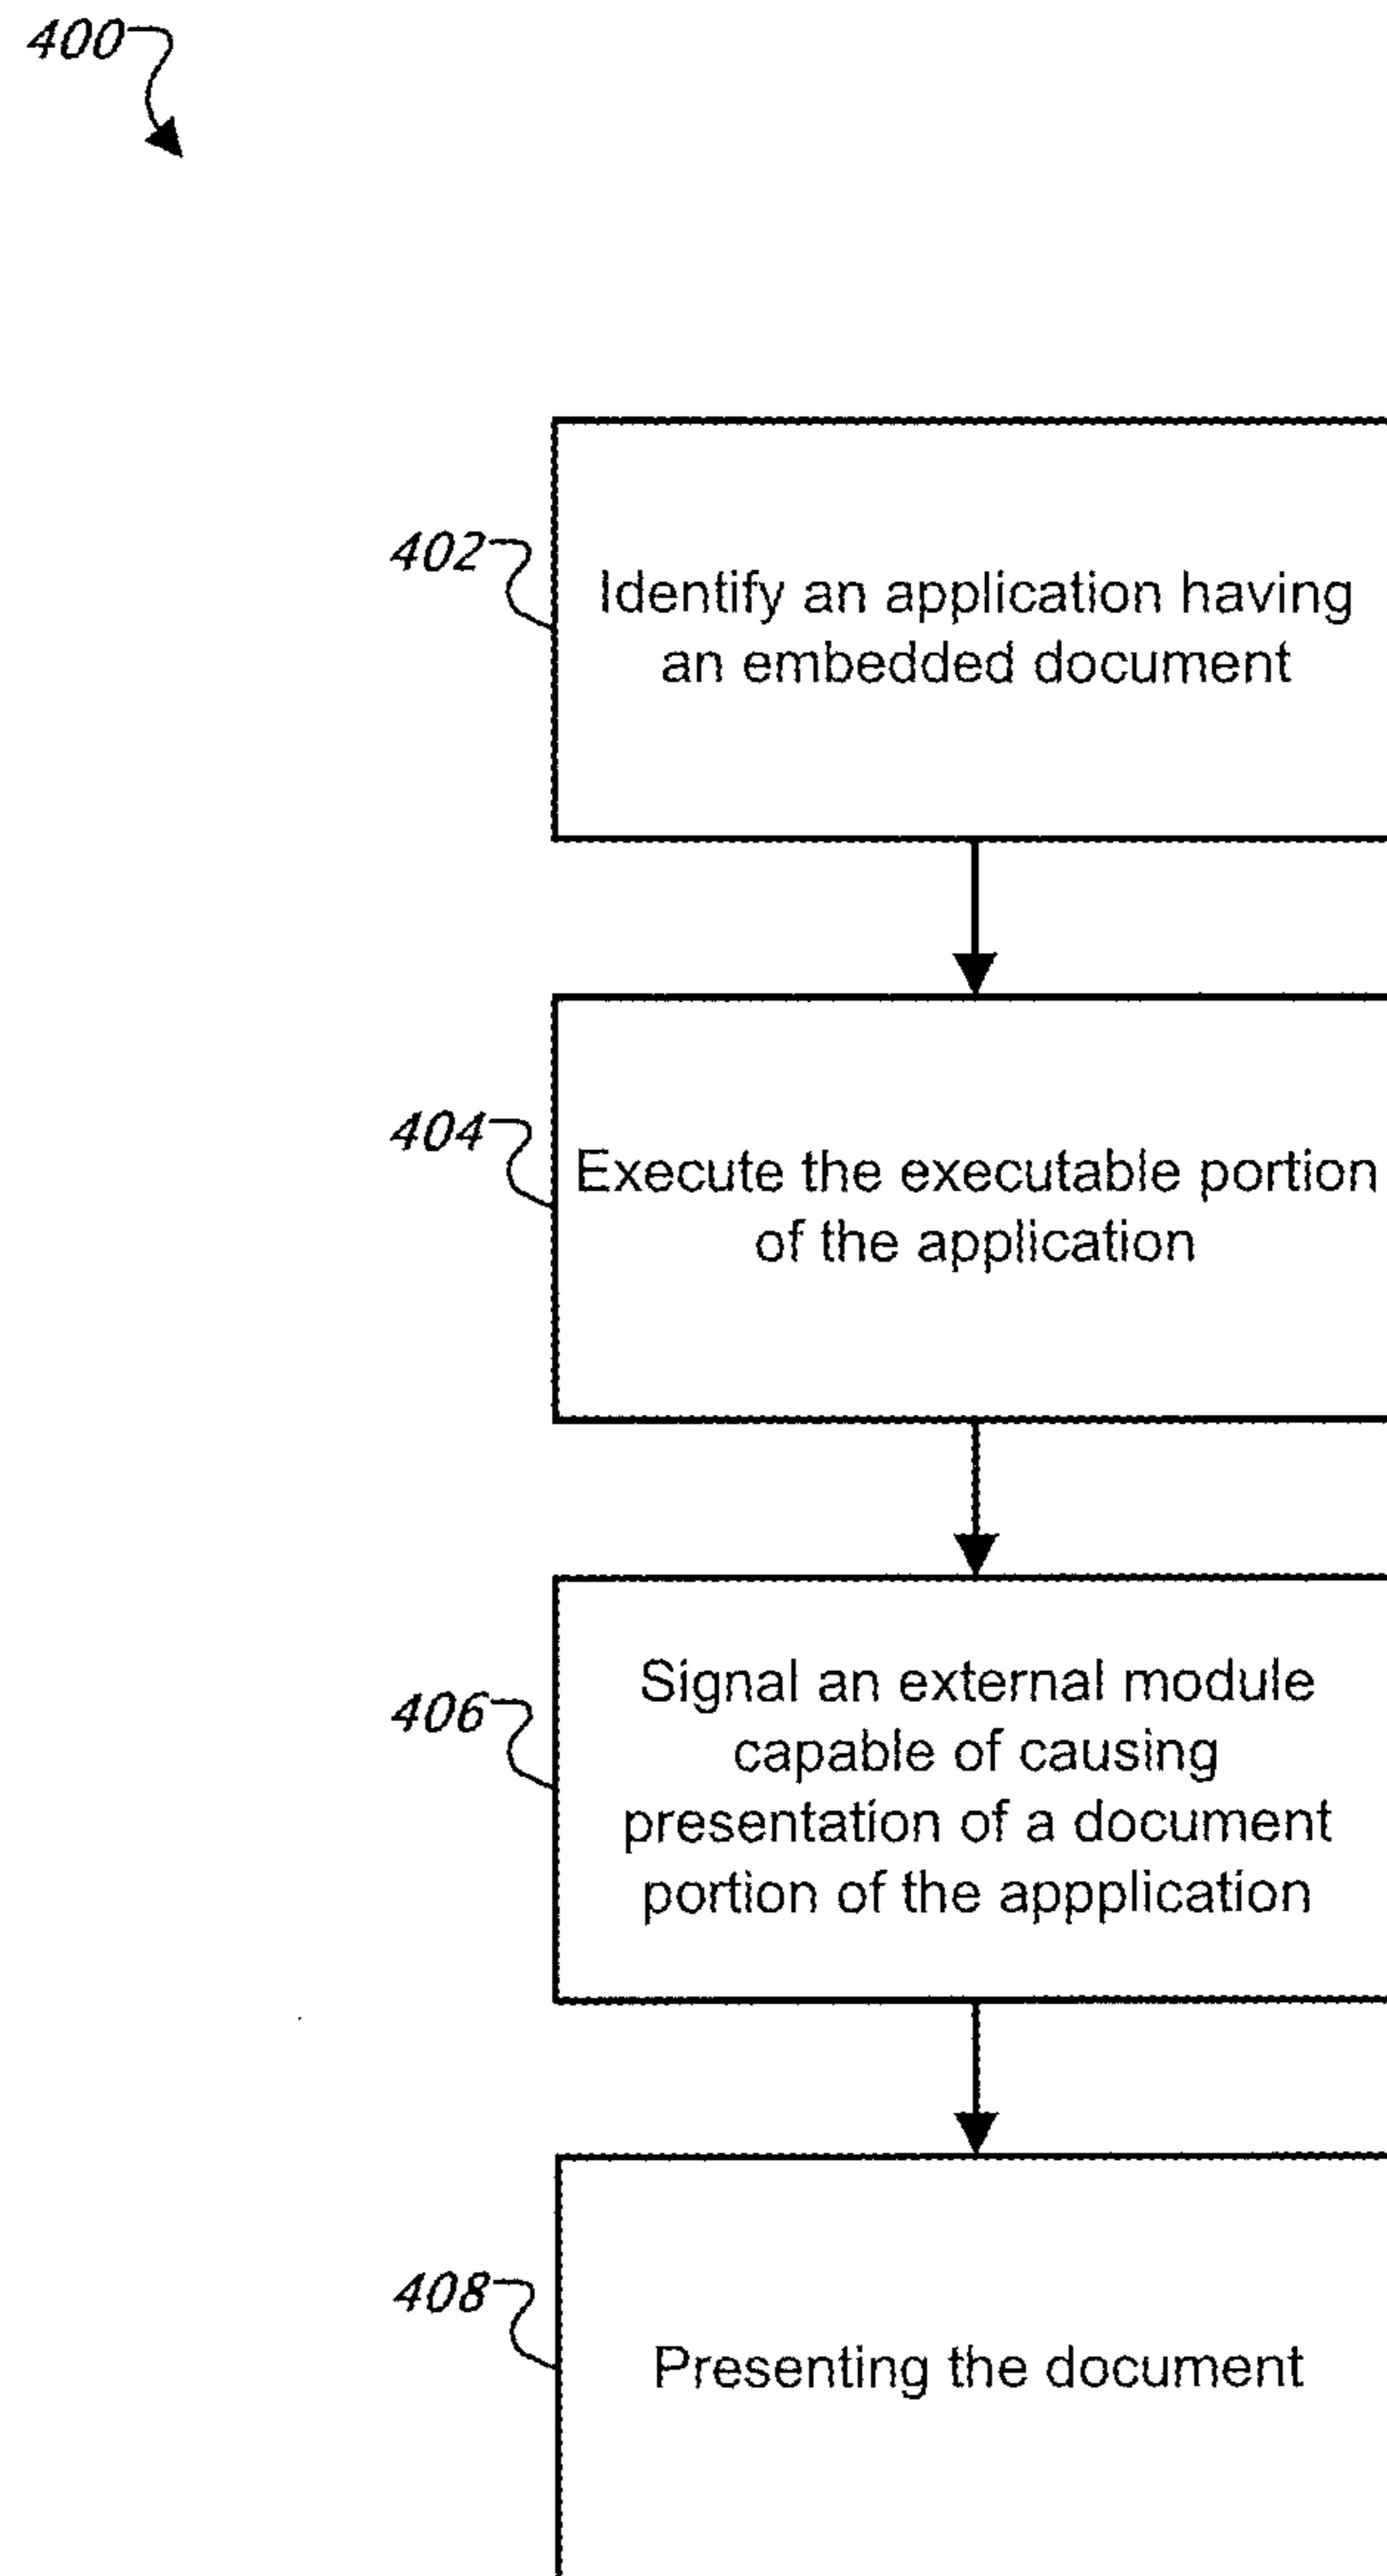 400
402
Identify an application having
an embedded document
404
Execute the executable portion
of the application
406
Signal an external module
capable of causing
presentation of a document
portion of the appplication
408
Presenting the document